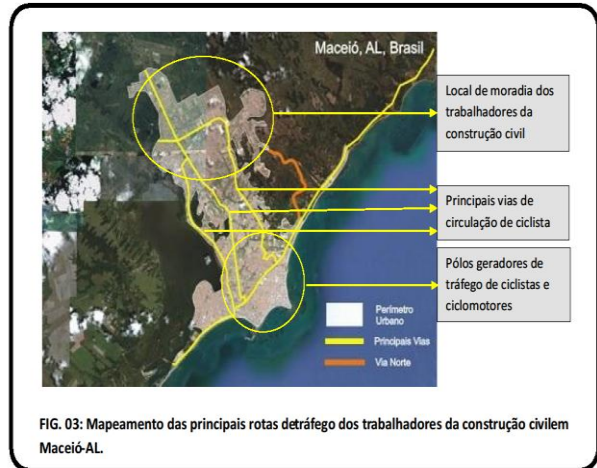 Maceió, AL, Brasil
Local de moradia dos
trabalhadores da
construção civil
Principais vias de
circulação de ciclista
Pólos geradores de
tráfego de ciclistas e
ciclomotores
Perímetro
Urbano
Principais Vias
Via Norte
FIG. 03: Mapeamento das principais rotas detráfego dos trabalhadores da construção civilem
Maceió-AL.